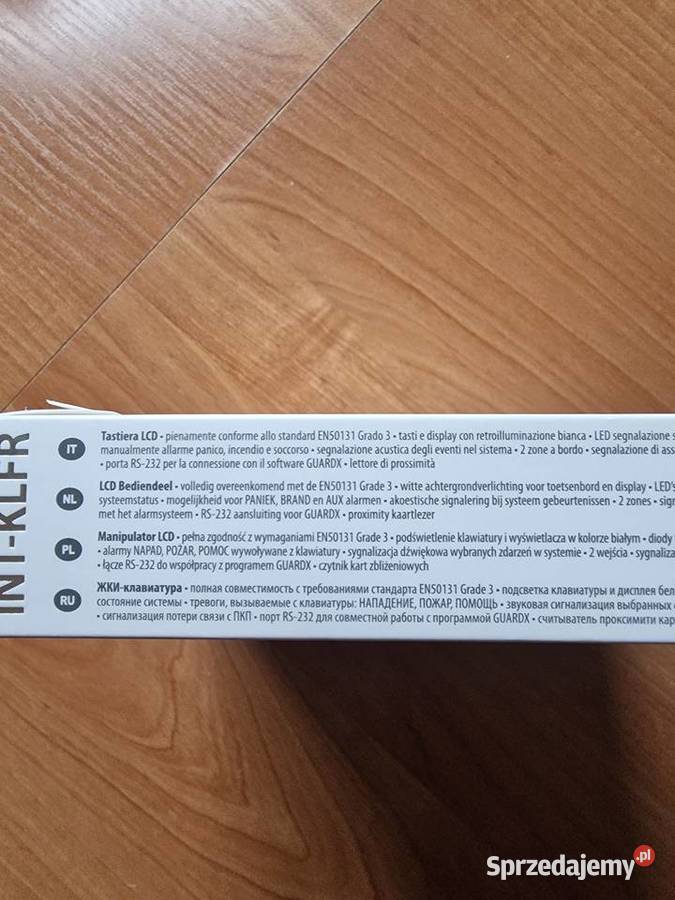 INT-KLFR
IT
Tastiera LCD • pienamente conforme allo standard EN50131 Grado 3 • tasti e display con retroilluminazione bianca • LED segnalazione s
manualmente allarme panico, incendio e soccorso • segnalazione acustica degli eventi nel sistema • 2 zone a bordo • segnalazione di ass
• porta RS-232 per la connessione con il software GUARDX • lettore di prossimità
NL
LCD Bediendeel • volledig overeenkomend met de EN50131 Grade 3 • witte achtergrondverlichting voor toetsenbord en display • LED's
systeemstatus • mogelijkheid voor PANIEK, BRAND en AUX alarmen • akoestische signalering bij systeem gebeurtenissen • 2 zones • sign
met het alarmsysteem • RS-232 aansluiting voor GUARDX • proximity kaartlezer
PL
Manipulator LCD • pełna zgodność z wymaganiami EN50131 Grade 3 • podświetlenie klawiatury i wyświetlacza w kolorze białym • diody
• alarmy NAPAD, POŻAR, POMOC wywoływane z klawiatury • sygnalizacja dźwiękowa wybranych zdarzeń w systemie • 2 wejścia • sygnaliza
• łącze RS-232 do współpracy z programem GUARDX • czytnik kart zbliżeniowych
RU
ЖКИ-клавиатура • полная совместимость с требованиями стандарта EN50131 Grade 3 • подсветка клавиатуры и дисплея бел
состояние системы • тревоги, вызываемые с клавиатуры: НАПАДЕНИЕ, ПОЖАР, ПОМОЩЬ • звуковая сигнализация выбранных
• сигнализация потери связи с ПКП • порт RS-232 для совместной работы с программой GUARDX • считыватель проксимити кар
Sprzedajemy.pl